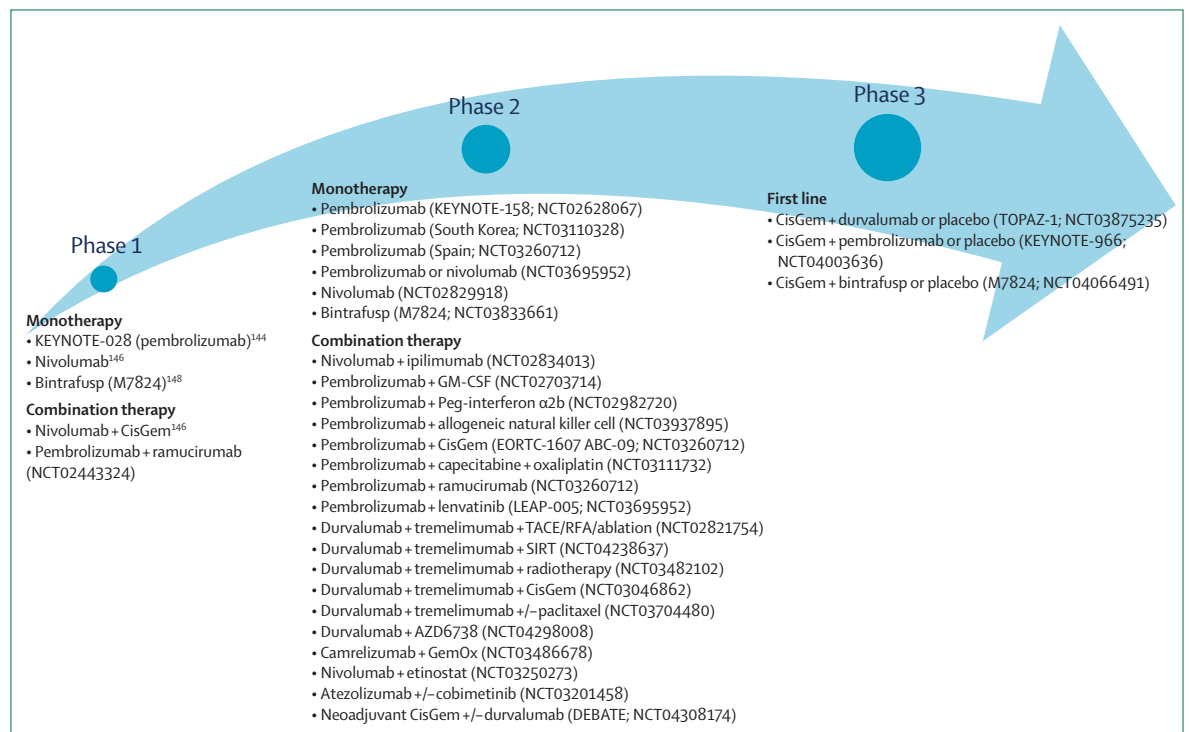 Phase 1
Monotherapy
• KEYNOTE-028 (pembrolizumab)¹⁴⁴
• Nivolumab¹⁴⁶
• Bintrafusp (M7824)¹⁴⁸
Combination therapy
• Nivolumab + CisGem¹⁴⁶
• Pembrolizumab + ramucirumab
(NCT02443324)
Phase 2
Monotherapy
• Pembrolizumab (KEYNOTE-158; NCT02628067)
• Pembrolizumab (South Korea; NCT03110328
• Pembrolizumab (Spain; NCT03260712)
• Pembrolizumab or nivolumab (NCT03695952)
• Nivolumab (NCT02829918)
• Bintrafusp (M7824; NCT03833661)
Combination therapy
• Nivolumab + ipilimumab (NCT02834013)
• Pembrolizumab + GM-CSF (NCT02703714)
• Pembrolizumab + Peg-interferon α2b (NCT02982720)
• Pembrolizumab + allogeneic natural killer cell (NCT03937895)
• Pembrolizumab + CisGem (EORTC-1607 ABC-09; NCT03260712)
• Pembrolizumab + capecitabine + oxaliplatin (NCT03111732)
• Pembrolizumab + ramucirumab (NCT03260712)
• Pembrolizumab + lenvatinib (LEAP-005; NCT03695952)
• Durvalumab + tremelimumab + TACE/RFA/ablation (NCT02821754)
• Durvalumab + tremelimumab + SIRT (NCT04238637)
• Durvalumab + tremelimumab + radiotherapy (NCT03482102)
• Durvalumab + tremelimumab + CisGem (NCT03046862)
• Durvalumab + tremelimumab +/– paclitaxel (NCT03704480)
• Durvalumab + AZD6738 (NCT04298008)
• Camrelizumab + GemOx (NCT03486678)
• Nivolumab + etinostat (NCT03250273)
• Atezolizumab +/– cobimetinib (NCT03201458)
• Neoadjuvant CisGem +/– durvalumab (DEBATE; NCT04308174)
Phase 3
First line
• CisGem + durvalumab or placebo (TOPAZ-1; NCT03875235)
• CisGem + pembrolizumab or placebo (KEYNOTE-966;
NCT04003636)
• CisGem + bintrafusp or placebo (M7824; NCT04066491)